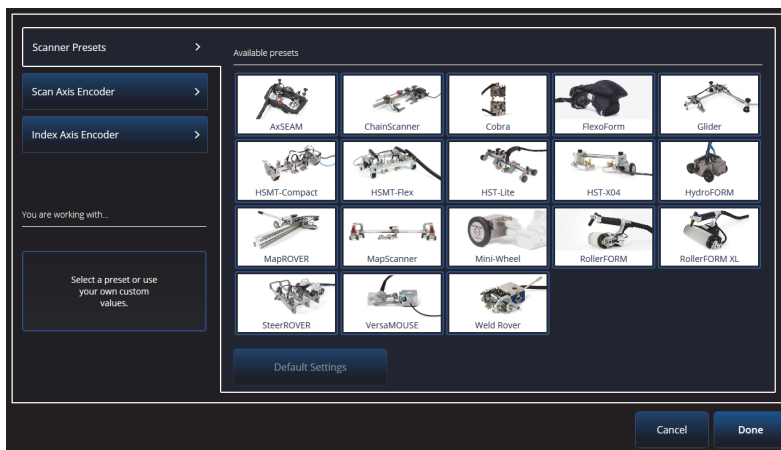 Scanner Presets
Available presets
Scan Axis Encoder
Index Axis Encoder
AxSEAM
ChainScanner
Cobra
FlexoForm
Glider
HSMT-Compact
HSMT-Flex
HST-Lite
HST-X04
HydroFORM
You are working with...
MapROVER
MapScanner
Mini-Wheel
RollerFORM
RollerFORM XL
Select a preset or use
your own custom
values.
SteerROVER
VersaMOUSE
Weld Rover
Default Settings
Cancel
Done